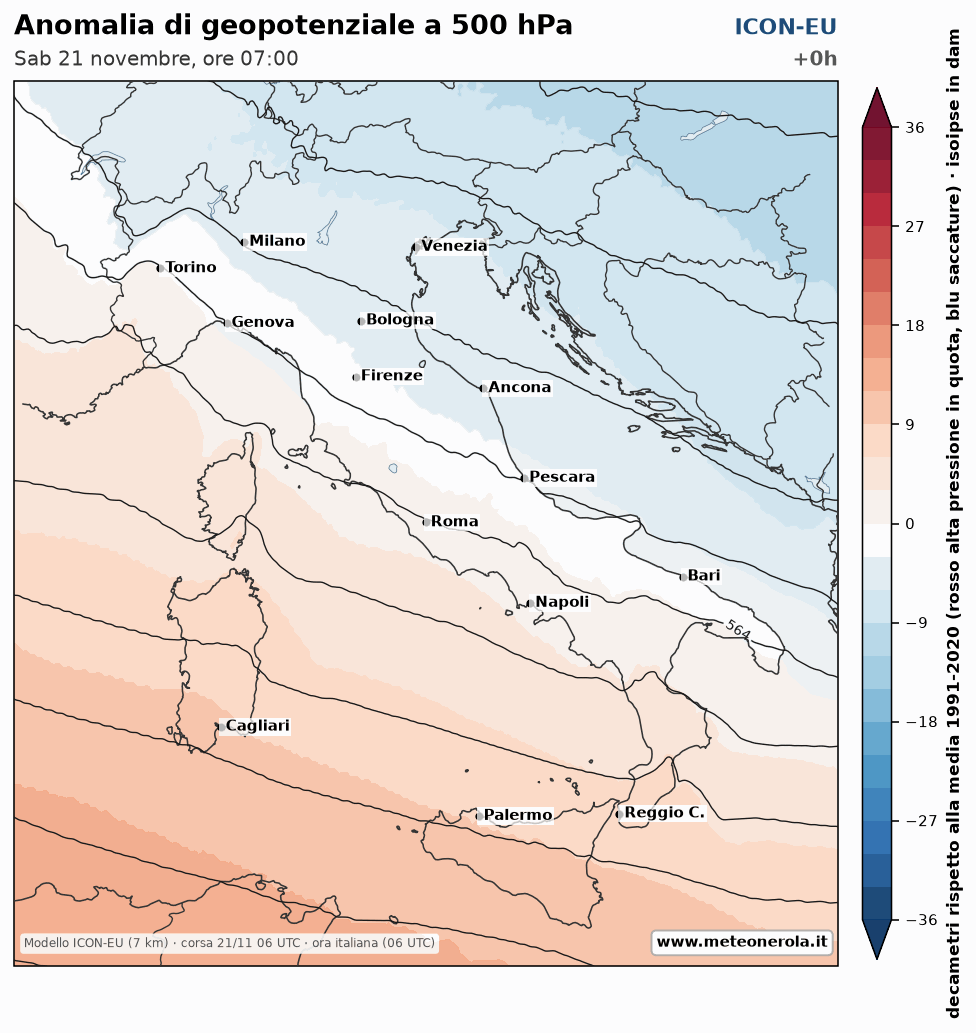 Anomalia di geopotenziale a 500 hPa
ICON-EU
Sab 21 novembre, ore 07:00
+0h
Milano
Venezia
Torino
Genova
Bologna
Firenze
Ancona
Pescara
Roma
Bari
Napoli
564
Cagliari
Palermo
Reggio C.
Modello ICON-EU (7 km) · corsa 21/11 06 UTC · ora italiana (06 UTC)
www.meteonerola.it
36
27
18
9
0
−9
−18
−27
−36
decametri rispetto alla media 1991-2020 (rosso alta pressione in quota, blu saccature) · isoipse in dam